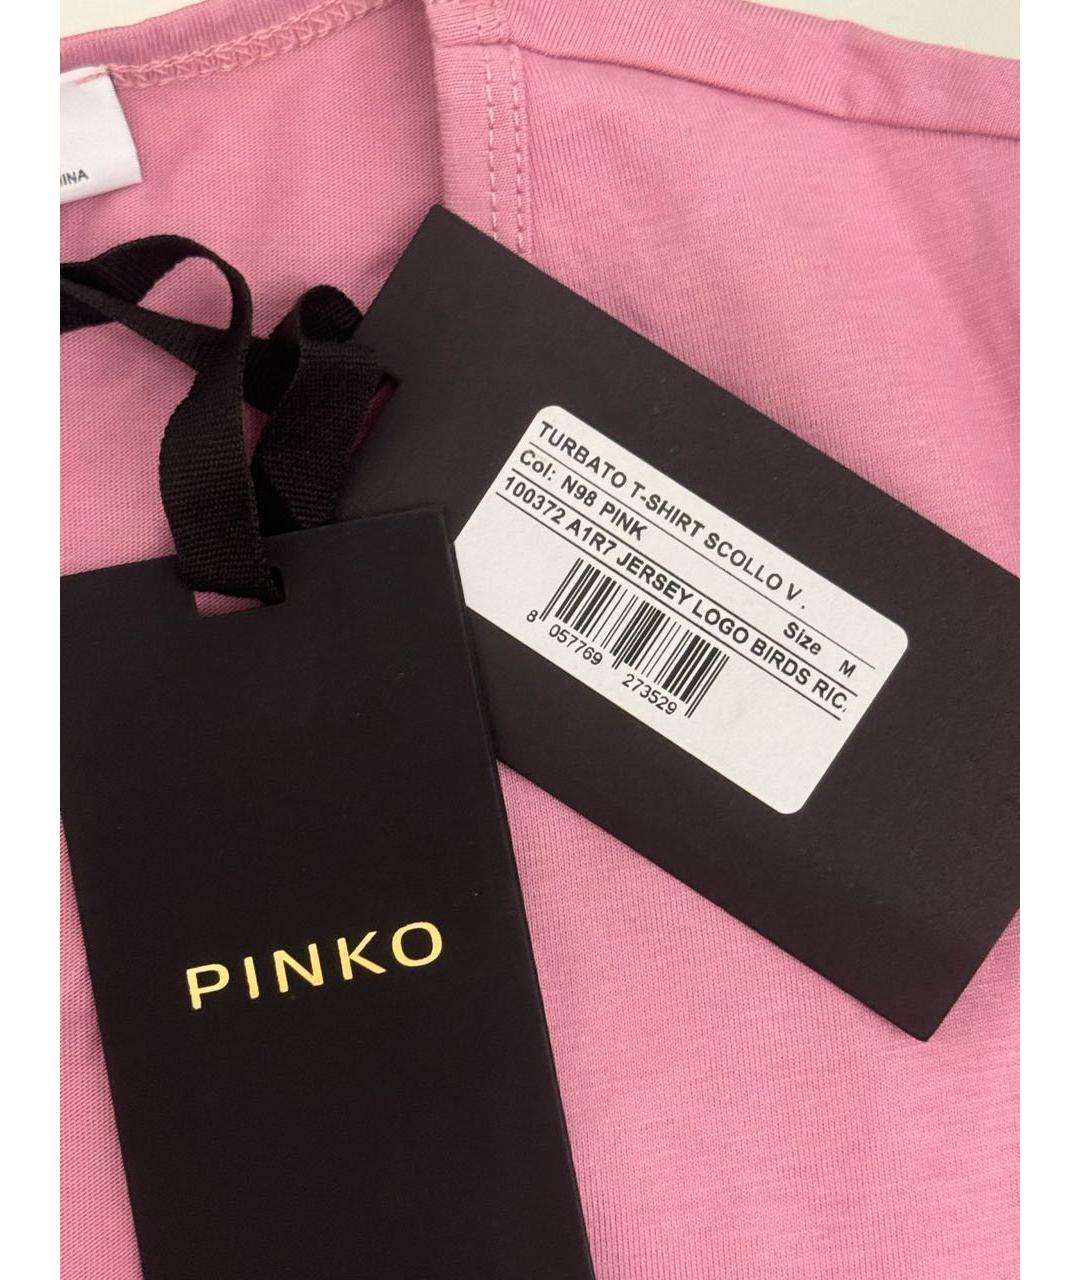 TURBATO T-SHIRT SCOLLO V.
Col: N98 PINK Size M
100372 A1R7 JERSEY LOGO BIRDS RIC.
8 057769 273529
PINKO